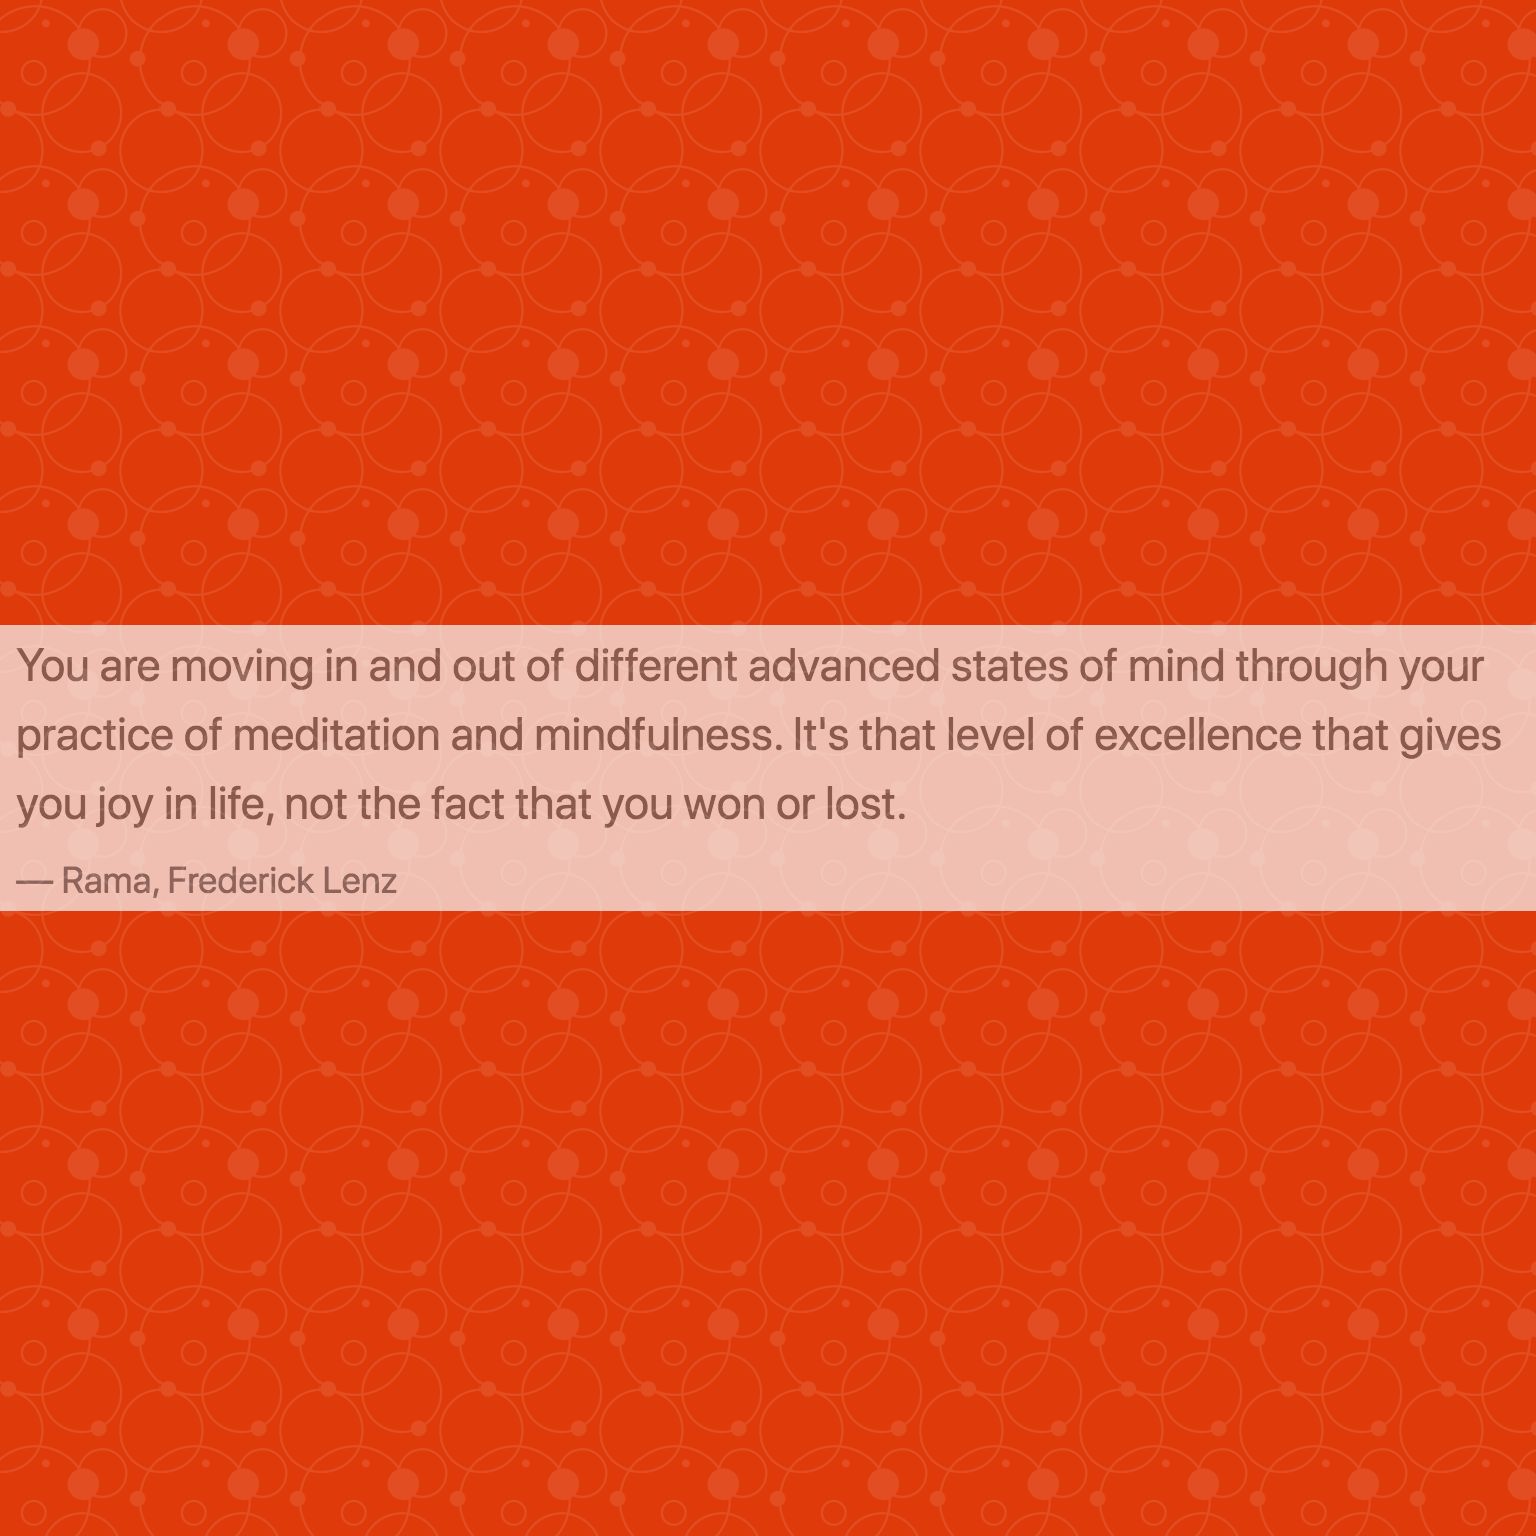 You are moving in and out of different advanced states of mind through your
practice of meditation and mindfulness. It's that level of excellence that gives
you joy in life, not the fact that you won or lost.
— Rama, Frederick Lenz